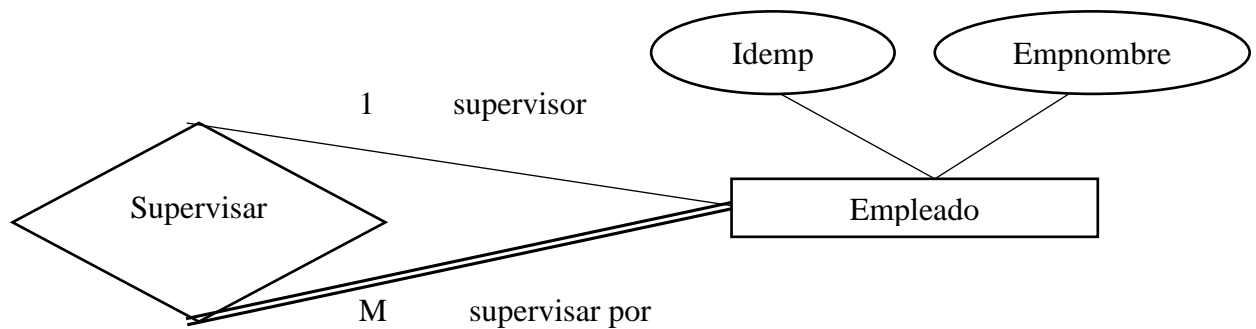 Idemp
Empnombre
1 supervisor
Supervisar
Empleado
M supervisar por